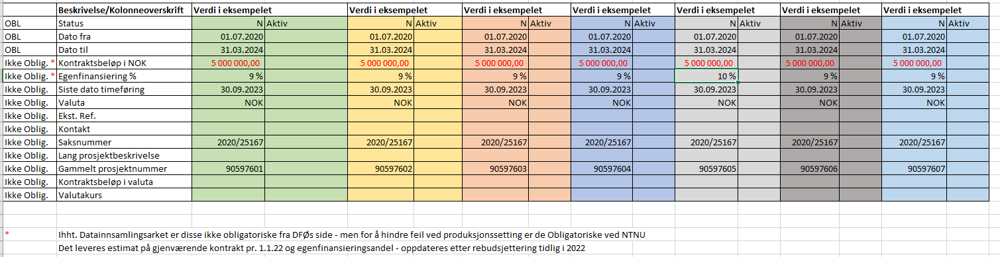 Beskrivelse/Kolonneoverskrift Verdi i eksempelet Verdi i eksempelet Verdi i eksempelet Verdi i eksempelet Verdi i eksempelet Verdi i eksempelet Verdi i eksempelet
OBL Status N Aktiv N Aktiv N Aktiv N Aktiv N Aktiv N Aktiv N Aktiv
OBL Dato fra 01.07.2020 01.07.2020 01.07.2020 01.07.2020 01.07.2020 01.07.2020 01.07.2020
OBL Dato til 31.03.2024 31.03.2024 31.03.2024 31.03.2024 31.03.2024 31.03.2024 31.03.2024
Ikke Oblig. * Kontraktsbeløp i NOK 5 000 000,00 5 000 000,00 5 000 000,00 5 000 000,00 5 000 000,00 5 000 000,00 5 000 000,00
Ikke Oblig. * Egenfinansiering % 9 % 9 % 9 % 9 % 10 % 9 % 9 %
Ikke Oblig. Siste dato timeføring 30.09.2023 30.09.2023 30.09.2023 30.09.2023 30.09.2023 30.09.2023 30.09.2023
Ikke Oblig. Valuta NOK NOK NOK NOK NOK NOK NOK
Ikke Oblig. Ekst. Ref.
Ikke Oblig. Kontakt
Ikke Oblig. Saksnummer 2020/25167 2020/25167 2020/25167 2020/25167 2020/25167 2020/25167 2020/25167
Ikke Oblig. Lang prosjektbeskrivelse
Ikke Oblig. Gammelt prosjektnummer 90597601 90597602 90597603 90597604 90597605 90597606 90597607
Ikke Oblig. Kontraktsbeløp i valuta
Ikke Oblig. Valutakurs
* Ihht. Datainnsamlingsarket er disse ikke obligatoriske fra DFØs side - men for å hindre feil ved produksjonssetting er de Obligatoriske ved NTNU
Det leveres estimat på gjenværende kontrakt pr. 1.1.22 og egenfinansieringsandel - oppdateres etter rebudsjettering tidlig i 2022